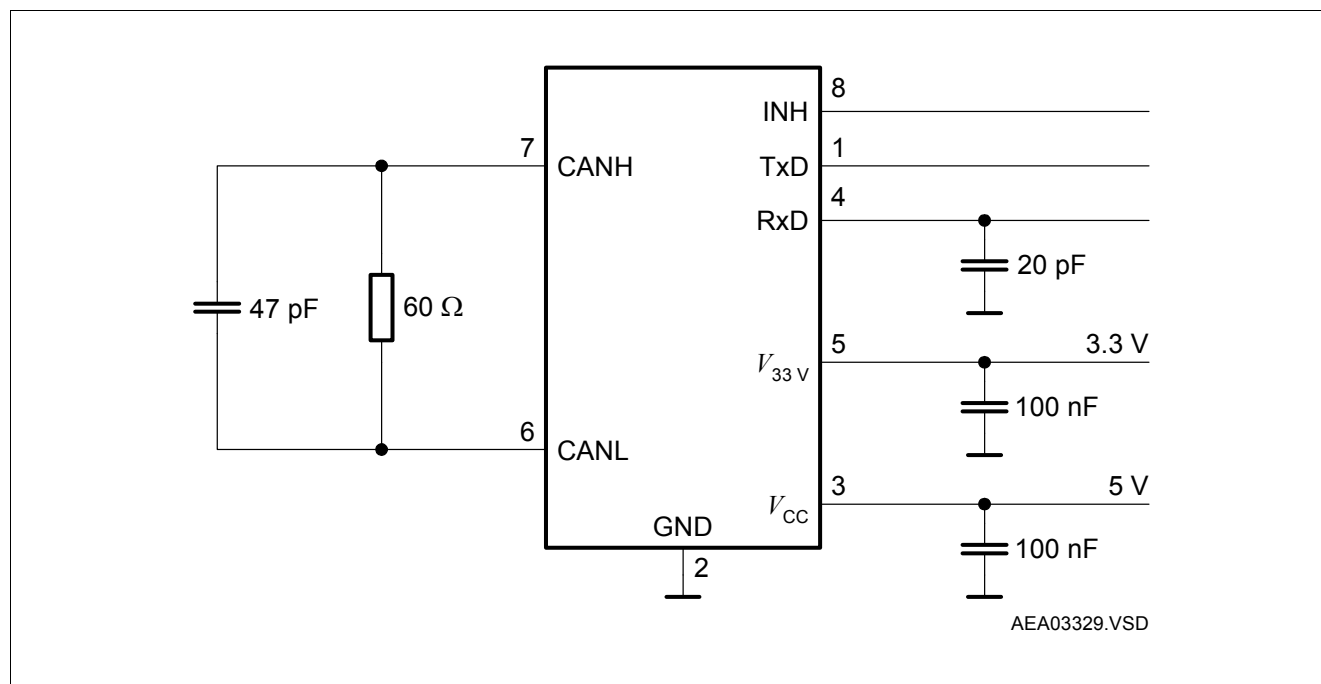 8
INH
7
CANH
1
TxD
4
RxD
20 pF
47 pF
60 Ω
5
3.3 V
V33 V
100 nF
6
CANL
3
5 V
VCC
GND
2
100 nF
AEA03329.VSD